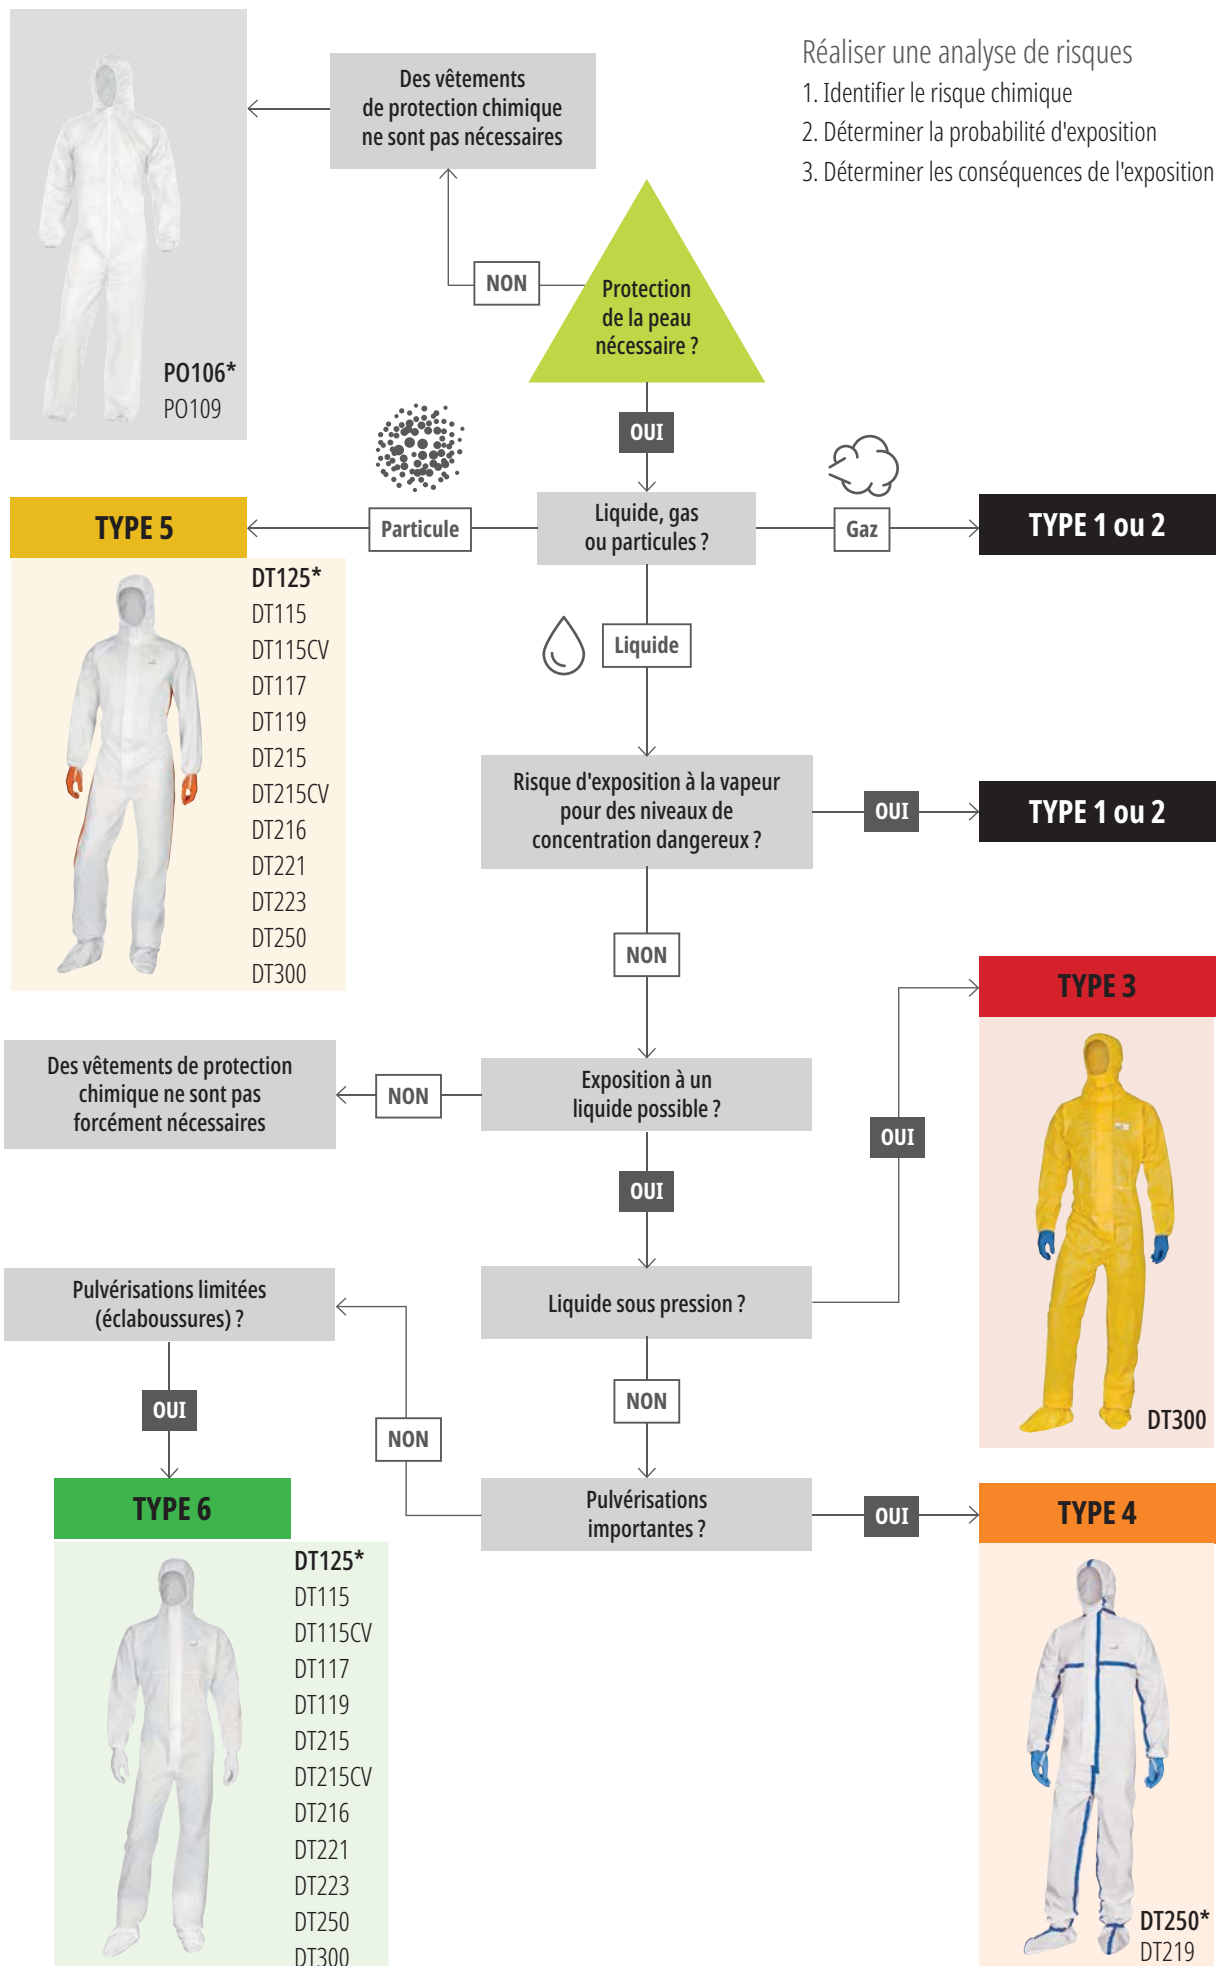 Réaliser une analyse de risques
1. Identifier le risque chimique
2. Déterminer la probabilité d'exposition
3. Déterminer les conséquences de l'exposition
Des vêtements
de protection chimique
ne sont pas nécessaires
NON
Protection
de la peau
nécessaire ?
PO106*
PO109
OUI
TYPE 5
Particule
Liquide, gas
ou particules ?
Gaz
TYPE 1 ou 2
DT125*
DT115
DT115CV
DT117
DT119
DT215
DT215CV
DT216
DT221
DT223
DT250
DT300
Liquide
Risque d'exposition à la vapeur
pour des niveaux de
concentration dangereux ?
OUI
TYPE 1 ou 2
NON
TYPE 3
Des vêtements de protection
chimique ne sont pas
forcément nécessaires
NON
Exposition à un
liquide possible ?
OUI
OUI
Pulvérisations limitées
(éclaboussures) ?
Liquide sous pression ?
OUI
NON
NON
DT300
TYPE 6
Pulvérisations
importantes ?
OUI
TYPE 4
DT125*
DT115
DT115CV
DT117
DT119
DT215
DT215CV
DT216
DT221
DT223
DT250
DT300
DT250*
DT219